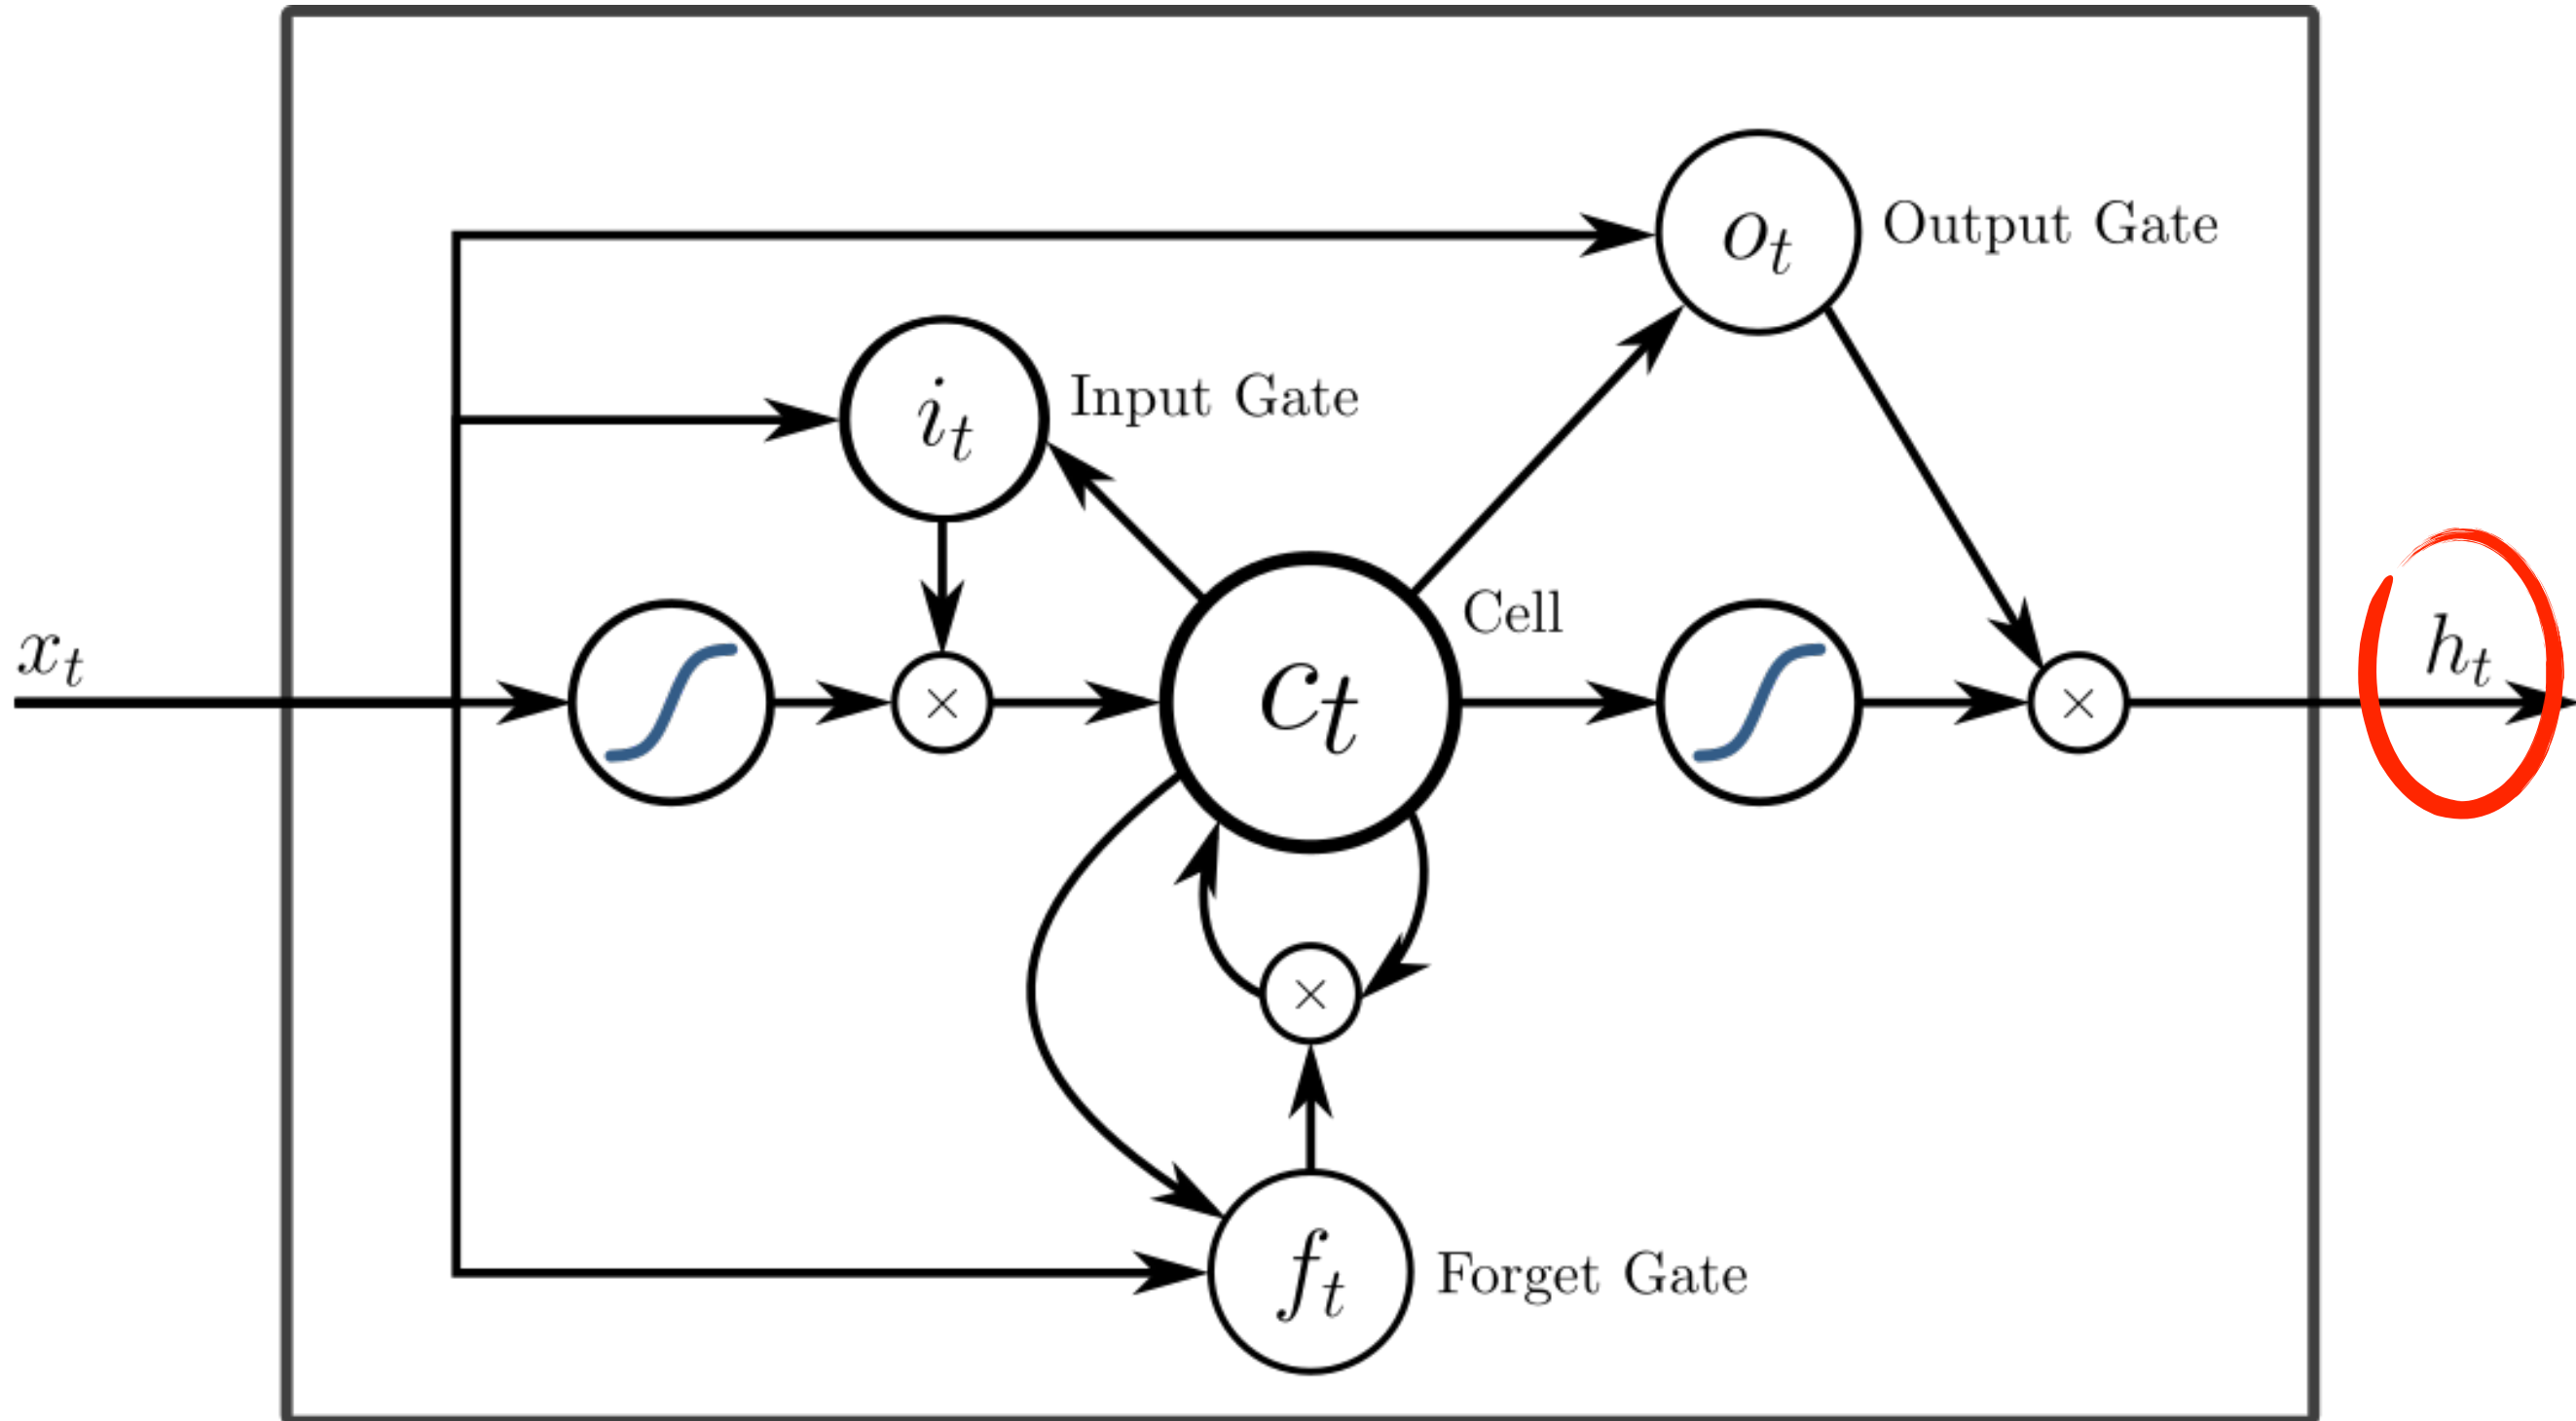 o_t Output Gate
i_t Input Gate
x_t
×
c_t
Cell
×
h_t
×
f_t Forget Gate